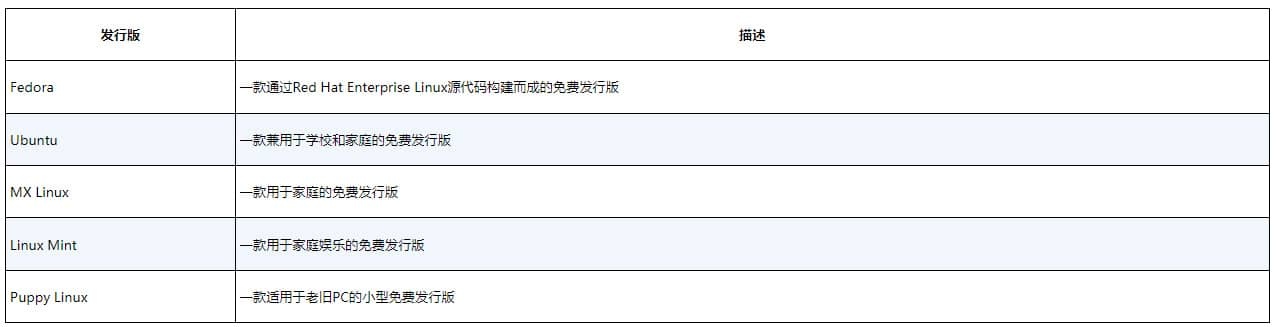 发行版 描述
Fedora 一款通过Red Hat Enterprise Linux源代码构建而成的免费发行版
Ubuntu 一款兼用于学校和家庭的免费发行版
MX Linux 一款用于家庭的免费发行版
Linux Mint 一款用于家庭娱乐的免费发行版
Puppy Linux 一款适用于老旧PC的小型免费发行版